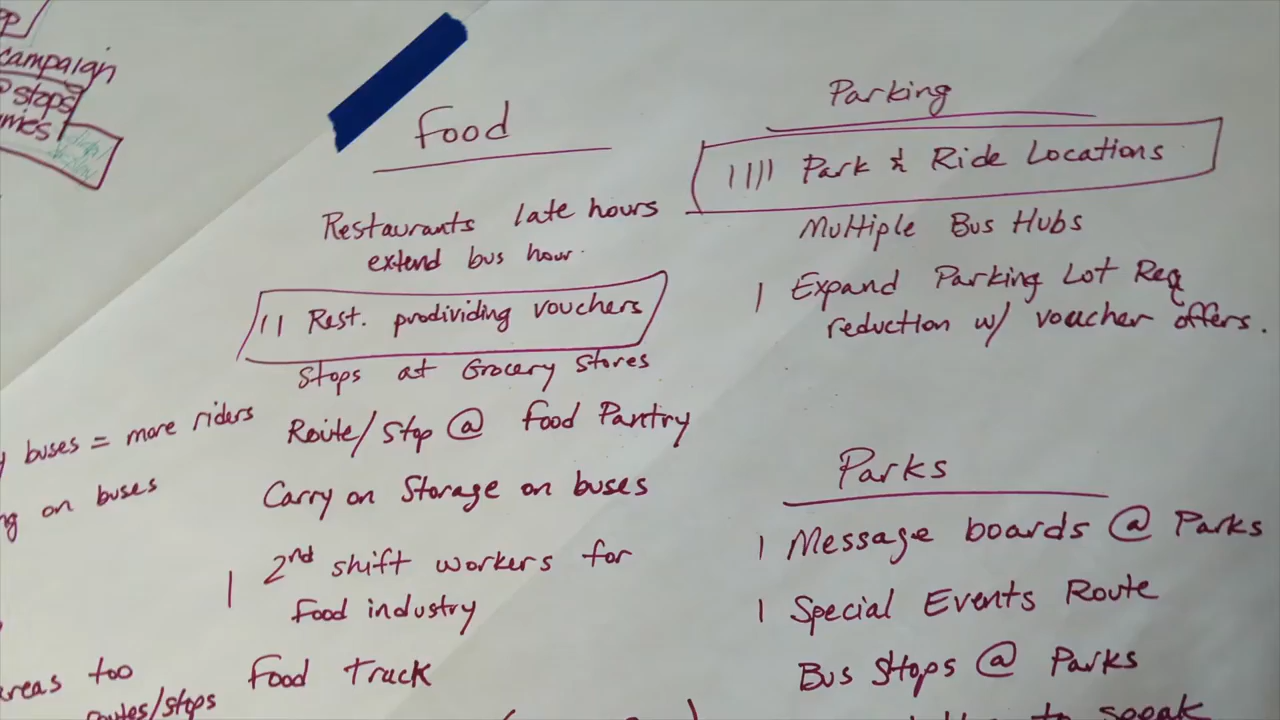 campaign
stops
buses = more riders
on buses
too
routes/stops
Food
Restaurants late hours
extend bus hour.
|| Rest. prodividing vouchers
Stops at Grocery Stores
Route/Stop @ Food Pantry
Carry on Storage on buses
| 2nd shift workers for
Food industry
Food Truck
Parking
|||| Park & Ride Locations
Multiple Bus Hubs
| Expand Parking Lot Req
reduction w/ voucher offers.
Parks
| Message boards @ Parks
| Special Events Route
Bus Stops @ Parks
to speak